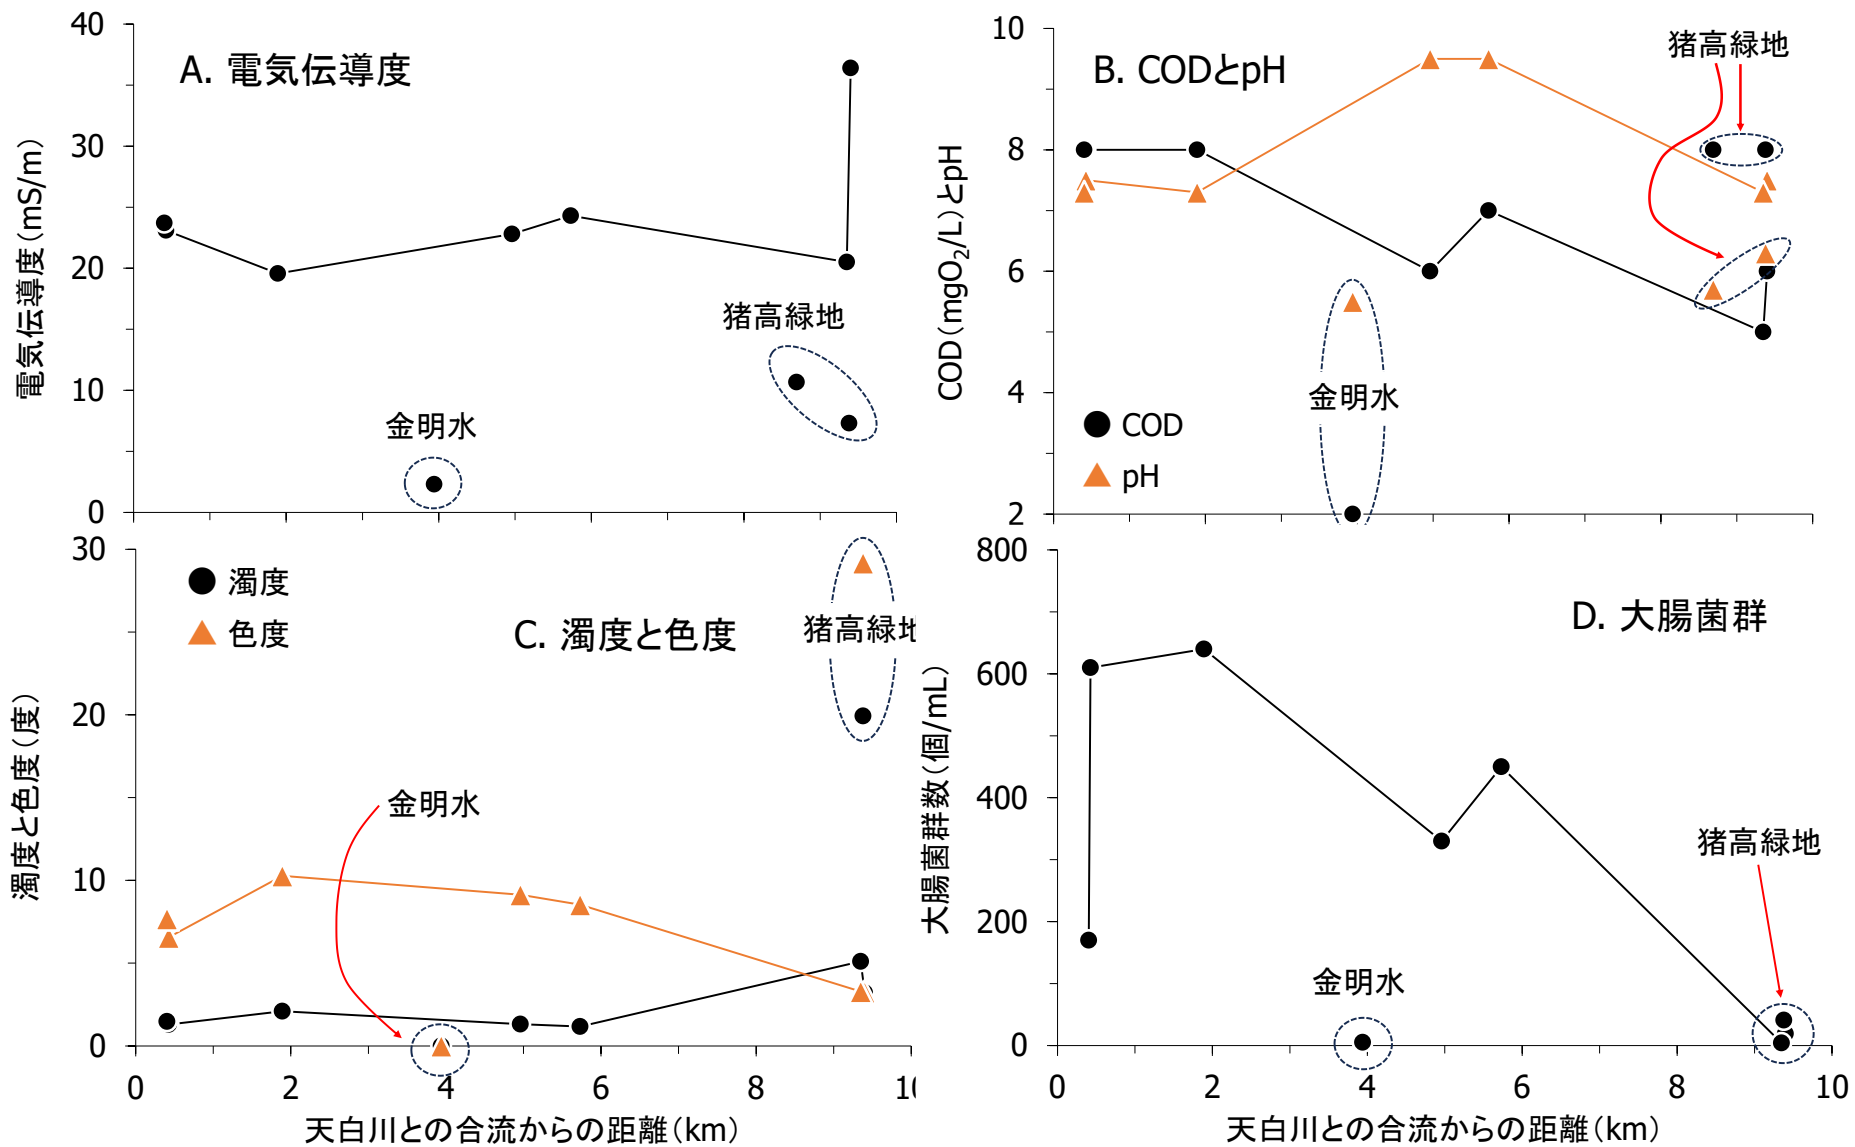 A. 電気伝導度
電気伝導度(mS/m)
40
30
20
10
0
猪高緑地
金明水
B. CODとpH
COD(mgO₂/L)とpH
10
8
6
4
2
猪高緑地
金明水
COD
pH
C. 濁度と色度
濁度と色度(度)
30
20
10
0
濁度
色度
猪高緑地
金明水
0 2 4 6 8 10
天白川との合流からの距離(km)
D. 大腸菌群
大腸菌群数(個/mL)
800
600
400
200
0
猪高緑地
金明水
0 2 4 6 8 10
天白川との合流からの距離(km)